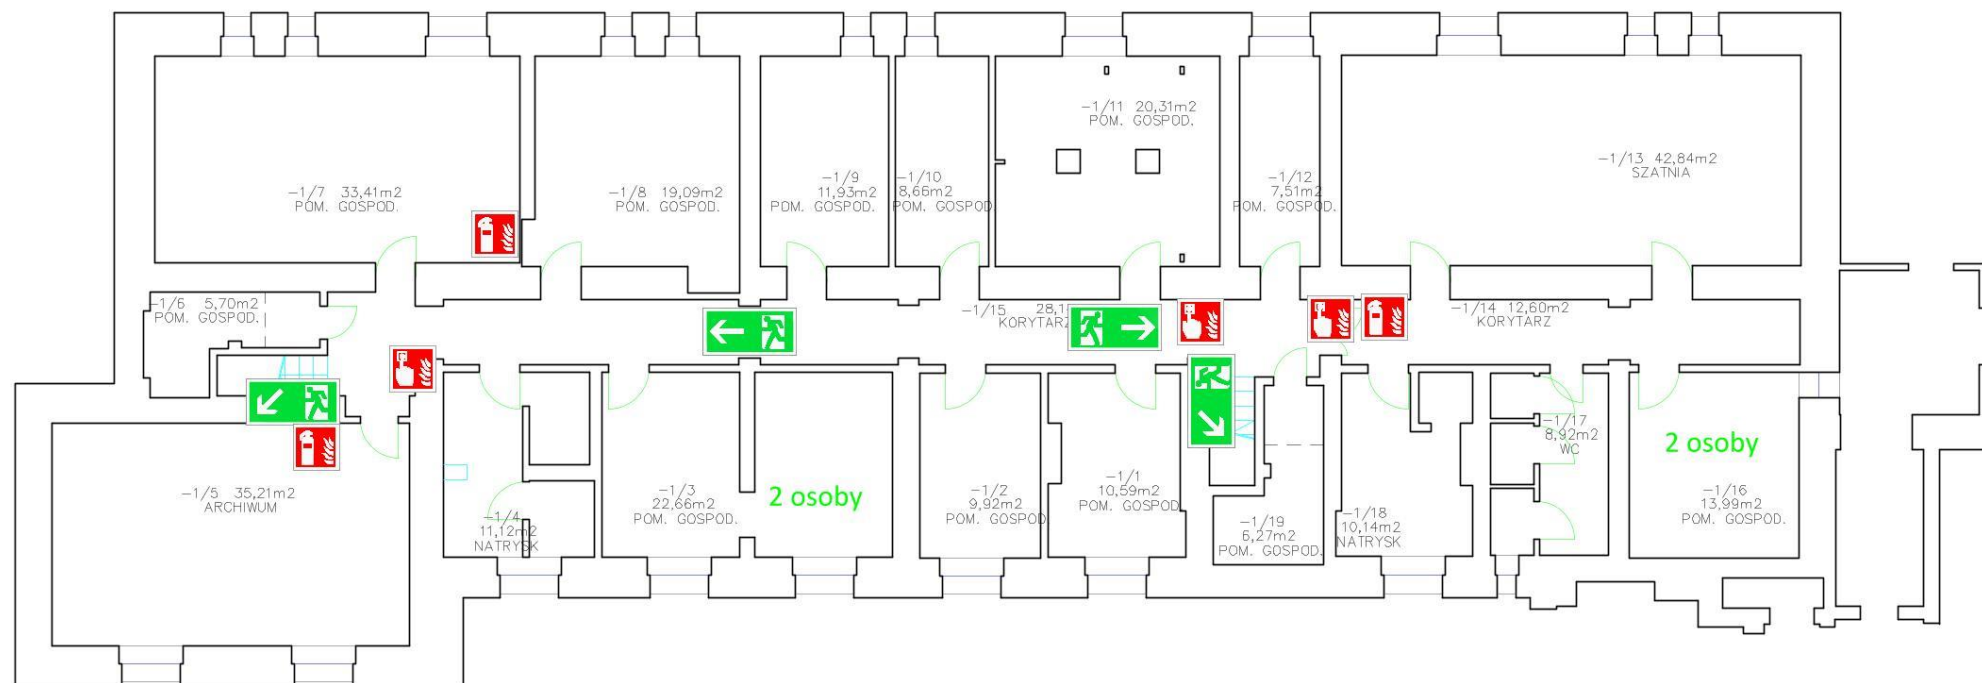 -1/11 20,31m2
POM. GOSPOD.
-1/13 42,84m2
SZATNIA
-1/7 33,41m2
POM. GOSPOD.
-1/8 19,09m2
POM. GOSPOD.
-1/9
11,93m2
POM. GOSPOD.
-1/10
8,66m2
POM. GOSPOD.
-1/12
7,51m2
POM. GOSPOD.
-1/6 5,70m2
POM. GOSPOD.
-1/15 28,1
KORYTARZ
-1/14 12,60m2
KORYTARZ
-1/5 35,21m2
ARCHIWUM
-1/4
11,12m2
NATRYSK
-1/3
22,66m2
POM. GOSPOD.
2 osoby
-1/2
9,92m2
POM. GOSPOD
-1/1
10,59m2
POM. GOSPOD.
-1/19
6,27m2
POM. GOSPOD.
-1/18
10,14m2
NATRYSK
-1/17
8,92m2
WC
2 osoby
-1/16
13,99m2
POM. GOSPOD.